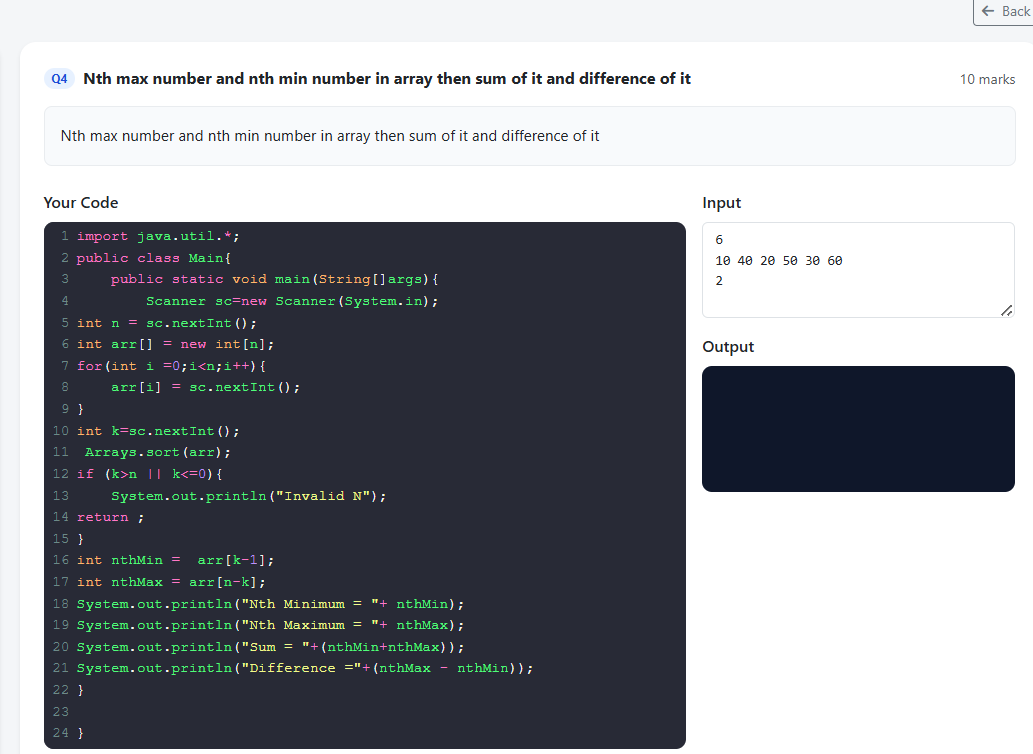 ← Back
Q4 Nth max number and nth min number in array then sum of it and difference of it 10 marks
Nth max number and nth min number in array then sum of it and difference of it
Your Code
1 import java.util.*;
2 public class Main{
3     public static void main(String[]args){
4         Scanner sc=new Scanner(System.in);
5 int n = sc.nextInt();
6 int arr[] = new int[n];
7 for(int i =0;i<n;i++){
8     arr[i] = sc.nextInt();
9 }
10 int k=sc.nextInt();
11  Arrays.sort(arr);
12 if (k>n || k<=0){
13     System.out.println("Invalid N");
14 return ;
15 }
16 int nthMin =  arr[k-1];
17 int nthMax = arr[n-k];
18 System.out.println("Nth Minimum = "+ nthMin);
19 System.out.println("Nth Maximum = "+ nthMax);
20 System.out.println("Sum = "+(nthMin+nthMax));
21 System.out.println("Difference ="+(nthMax - nthMin));
22 }
23
24 }
Input
6
10 40 20 50 30 60
2
Output